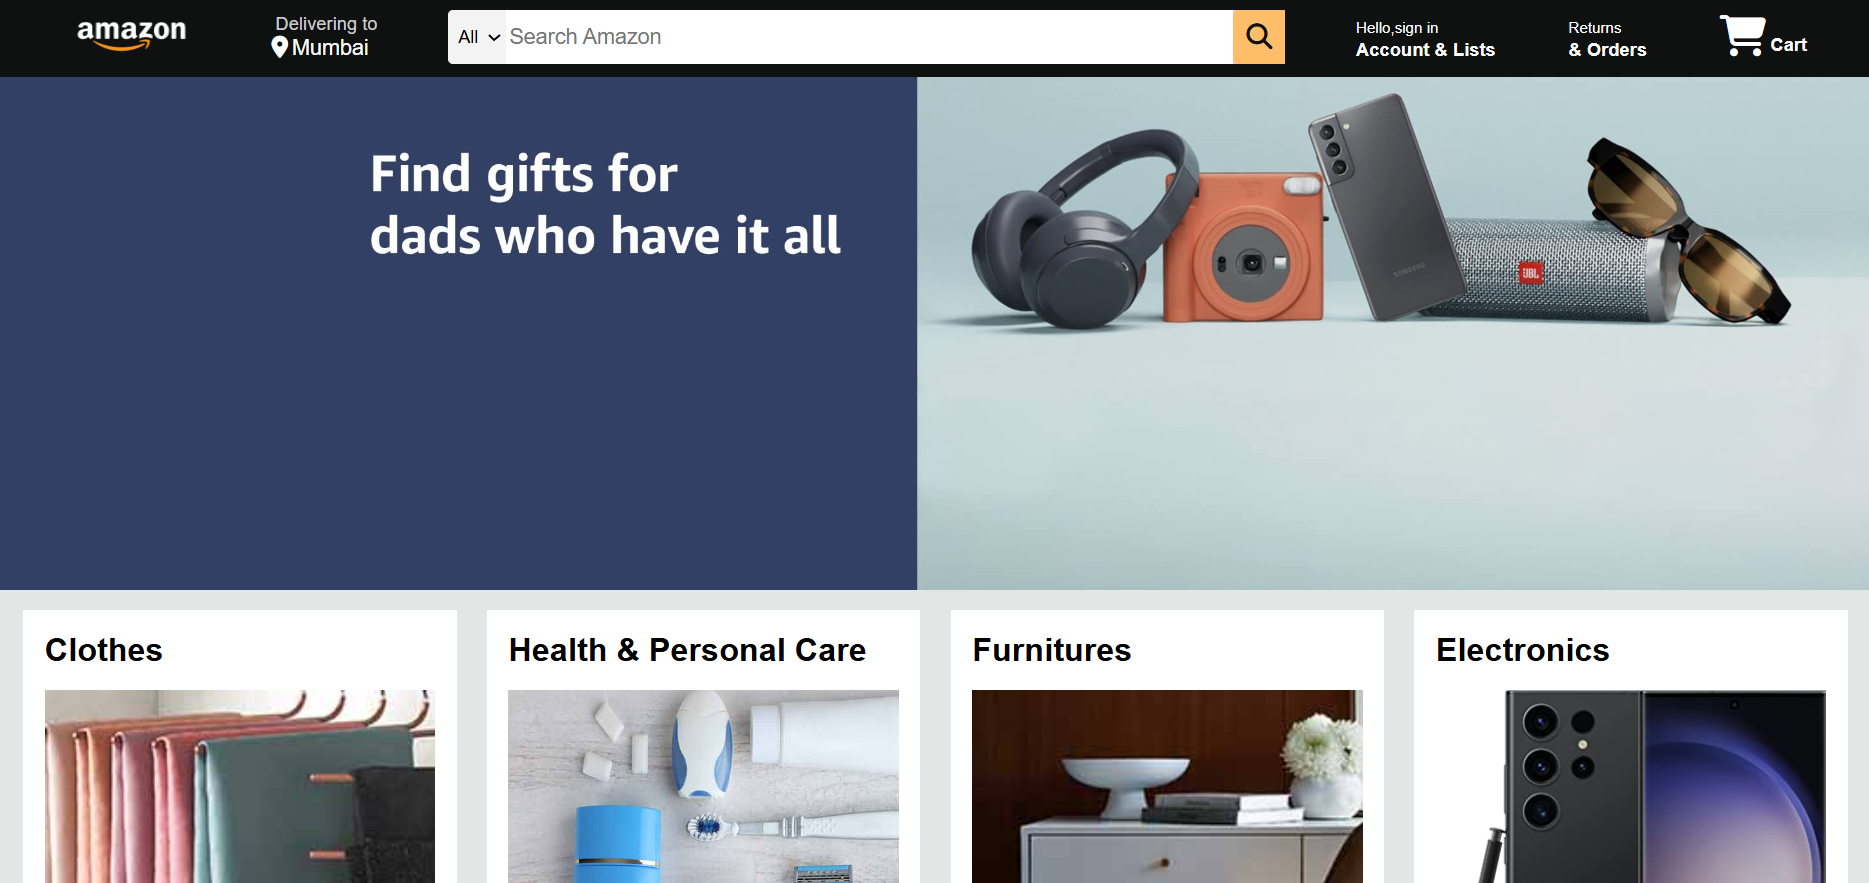 amazon
Delivering to
Mumbai
All
Search Amazon
Hello,sign in
Account & Lists
Returns
& Orders
Cart
Find gifts for
dads who have it all
SAMSUNG
JBL
Clothes
Health & Personal Care
Furnitures
Electronics